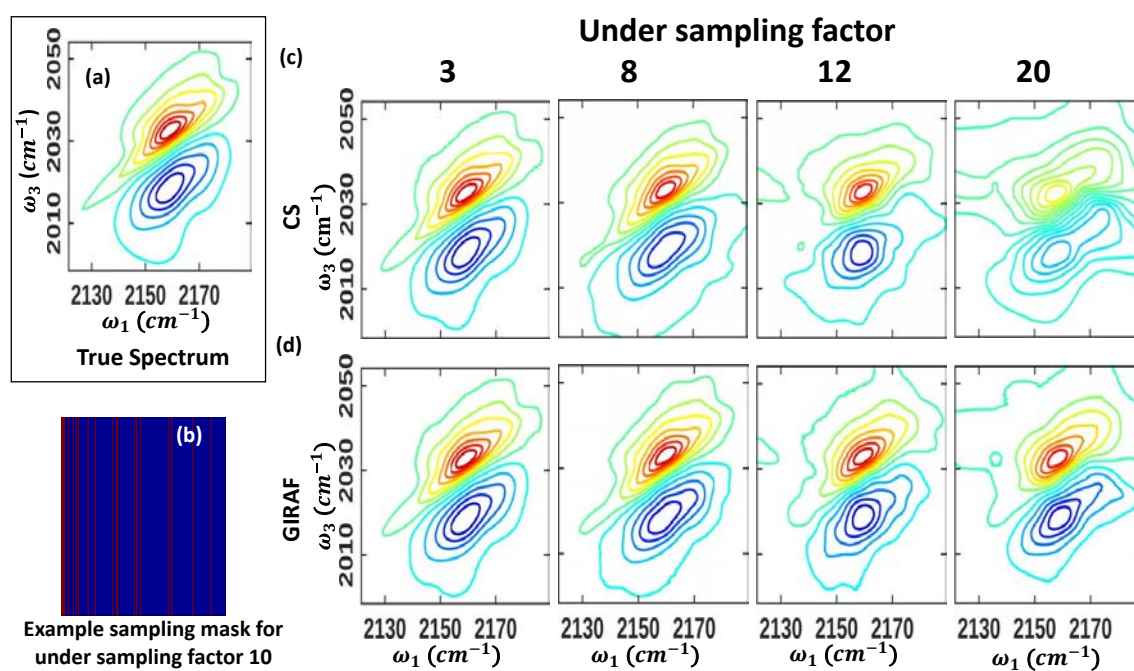 Under sampling factor
(a)
(c)
3 8 12 20
2050
2030
2010
ω₃ (cm⁻¹)
2130 2150 2170
ω₁ (cm⁻¹)
True Spectrum
CS
ω₃ (cm⁻¹)
2050
2030
2010
(d)
GIRAF
ω₃ (cm⁻¹)
2050
2030
2010
2130 2150 2170 2130 2150 2170 2130 2150 2170 2130 2150 2170
ω₁ (cm⁻¹) ω₁ (cm⁻¹) ω₁ (cm⁻¹) ω₁ (cm⁻¹)
(b)
Example sampling mask for
under sampling factor 10